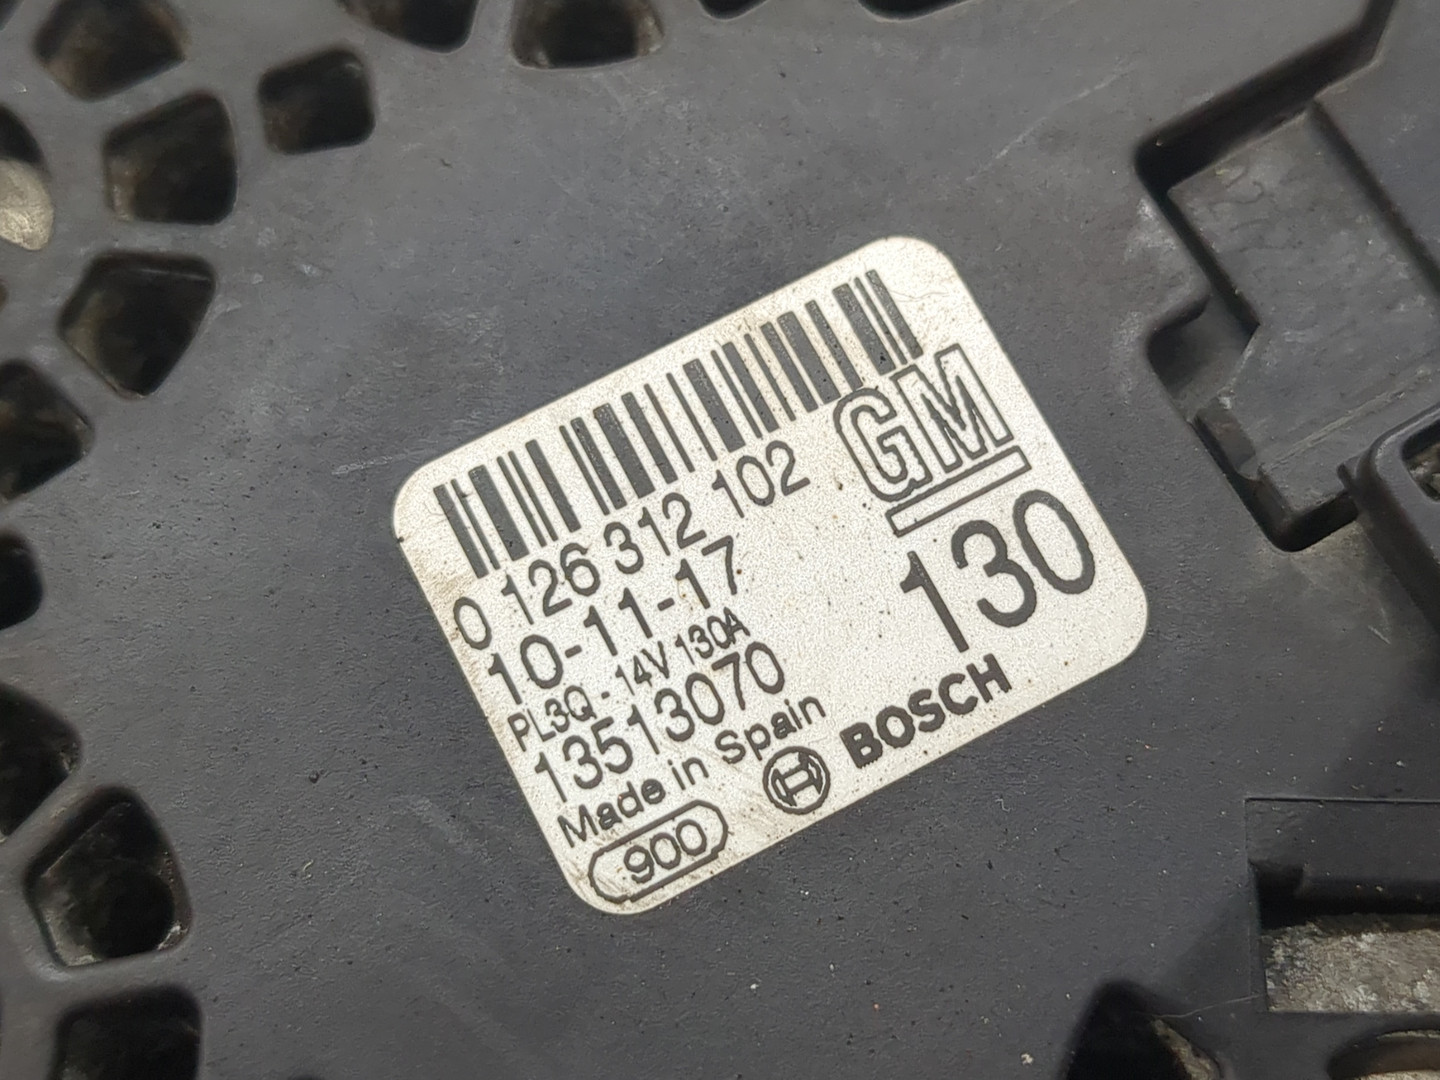 0 126 312 102
GM
10-11-17
130
PL3Q - 14V 130A
13513070
Made in Spain
BOSCH
900